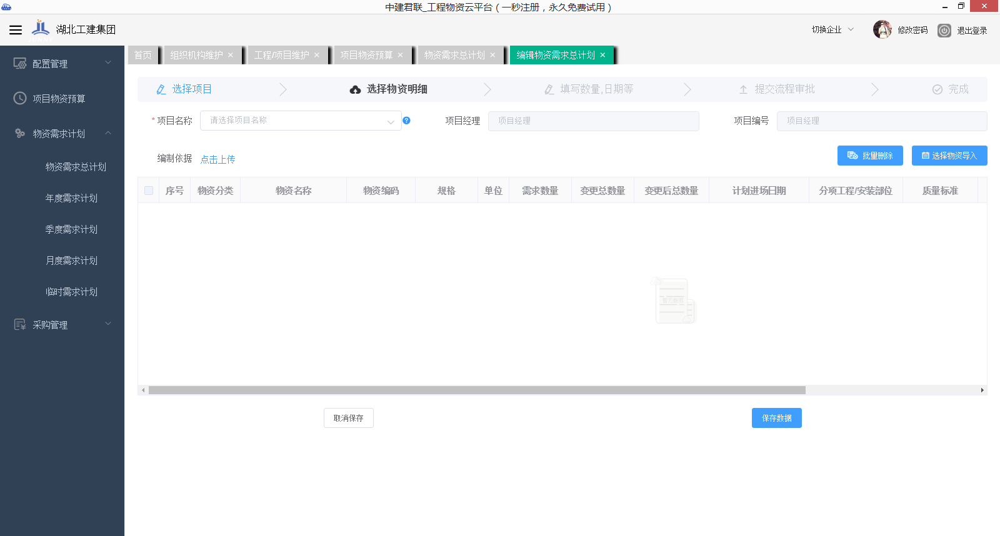 中建君联_工程物资云平台（一秒注册，永久免费试用）
JUNNY
湖北工建集团
切换企业
修改密码
退出登录
首页
组织机构维护 ×
工程/项目维护 ×
项目物资预算 ×
物资需求总计划 ×
编辑物资需求总计划 ×
配置管理
项目物资预算
物资需求计划
物资需求总计划
年度需求计划
季度需求计划
月度需求计划
临时需求计划
采购管理
选择项目
选择物资明细
填写数量,日期等
提交流程审批
完成
* 项目名称
请选择项目名称
?
项目经理
项目经理
项目编号
项目经理
编制依据
点击上传
批量删除
选择物资导入
序号 物资分类 物资名称 物资编码 规格 单位 需求数量 变更总数量 变更后总数量 计划进场日期 分项工程/安装部位 质量标准
暂无数据
取消保存
保存数据